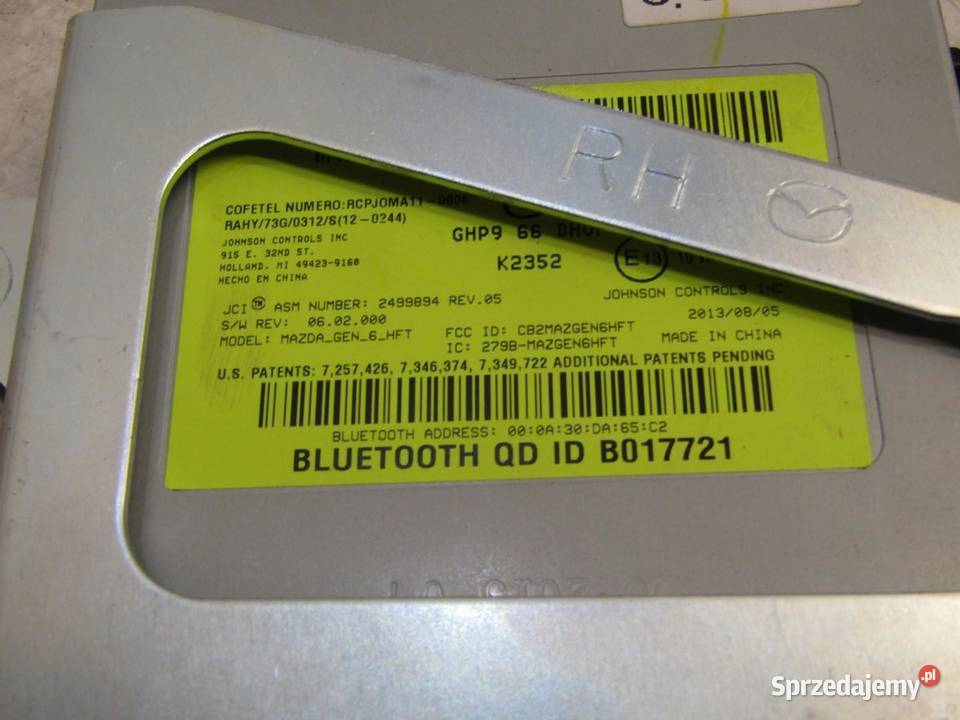 RH
COFETEL NUMERO:RCPJOMA11-0806
RAHY/73G/0312/S(12-0244)
JOHNSON CONTROLS INC
915 E. 32ND ST.
HOLLAND, MI 49423-9160
HECHO EN CHINA
GHP9 66
K2352
E13
JOHNSON CONTROLS INC
JCI TM ASM NUMBER: 2499894 REV.05
2013/08/05
S/W REV: 06.02.000
FCC ID: CB2MAZGEN6HFT
MADE IN CHINA
MODEL: MAZDA_GEN_6_HFT
IC: 279B-MAZGEN6HFT
U.S. PATENTS: 7,257,426, 7,346,374, 7,349,722 ADDITIONAL PATENTS PENDING
BLUETOOTH ADDRESS: 00:0A:30:DA:65:C2
BLUETOOTH QD ID B017721
Sprzedajemy.pl